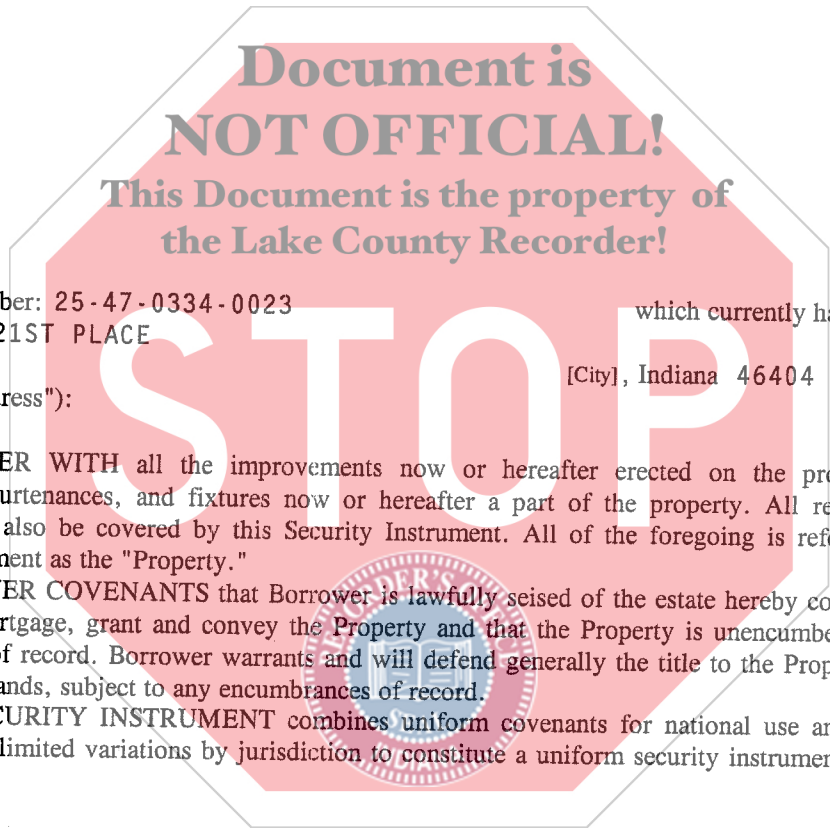 Document is
NOT OFFICIAL!
This Document is the property of
the Lake County Recorder!
ber: 25-47-0334-0023 which currently ha
21ST PLACE
[City], Indiana 46404
ress"):
STOP
ER WITH all the improvements now or hereafter erected on the pro
urtenances, and fixtures now or hereafter a part of the property. All re
also be covered by this Security Instrument. All of the foregoing is refe
ment as the "Property."
ER COVENANTS that Borrower is lawfully seised of the estate hereby co
rtgage, grant and convey the Property and that the Property is unencumbe
f record. Borrower warrants and will defend generally the title to the Prop
ands, subject to any encumbrances of record.
CURITY INSTRUMENT combines uniform covenants for national use an
limited variations by jurisdiction to constitute a uniform security instrumen
RECORDER'S